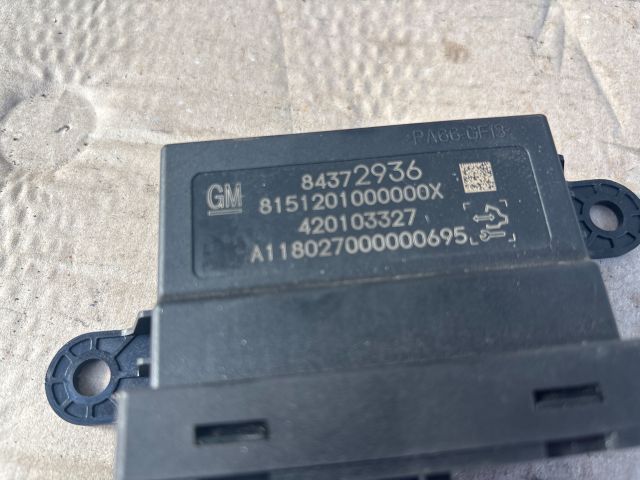 ·PA66-GF13·
GM
84372936
8151201000000X
420103327
A118027000000695